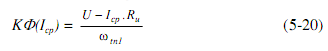 KΦ(I_cp) = (U − I_cp.R_u) / ω_tn1 (5-20)